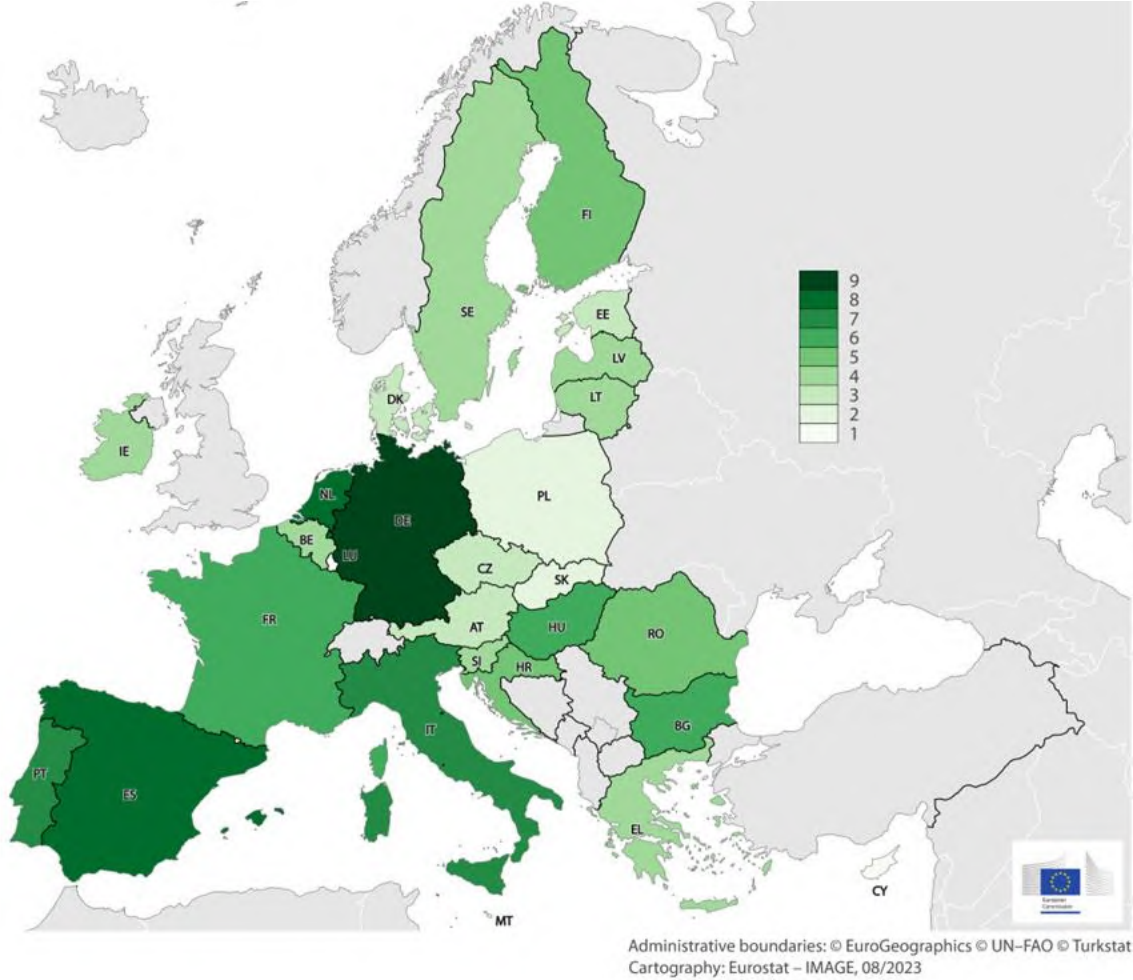 FI
SE
9
8
7
6
5
4
3
2
1
EE
LV
LT
DK
IE
NL
DE
PL
BE
LU
CZ
SK
AT
HU
RO
FR
SI
HR
BG
IT
PT
ES
EL
CY
MT
European
Commission
Administrative boundaries: © EuroGeographics © UN–FAO © Turkstat
Cartography: Eurostat – IMAGE, 08/2023